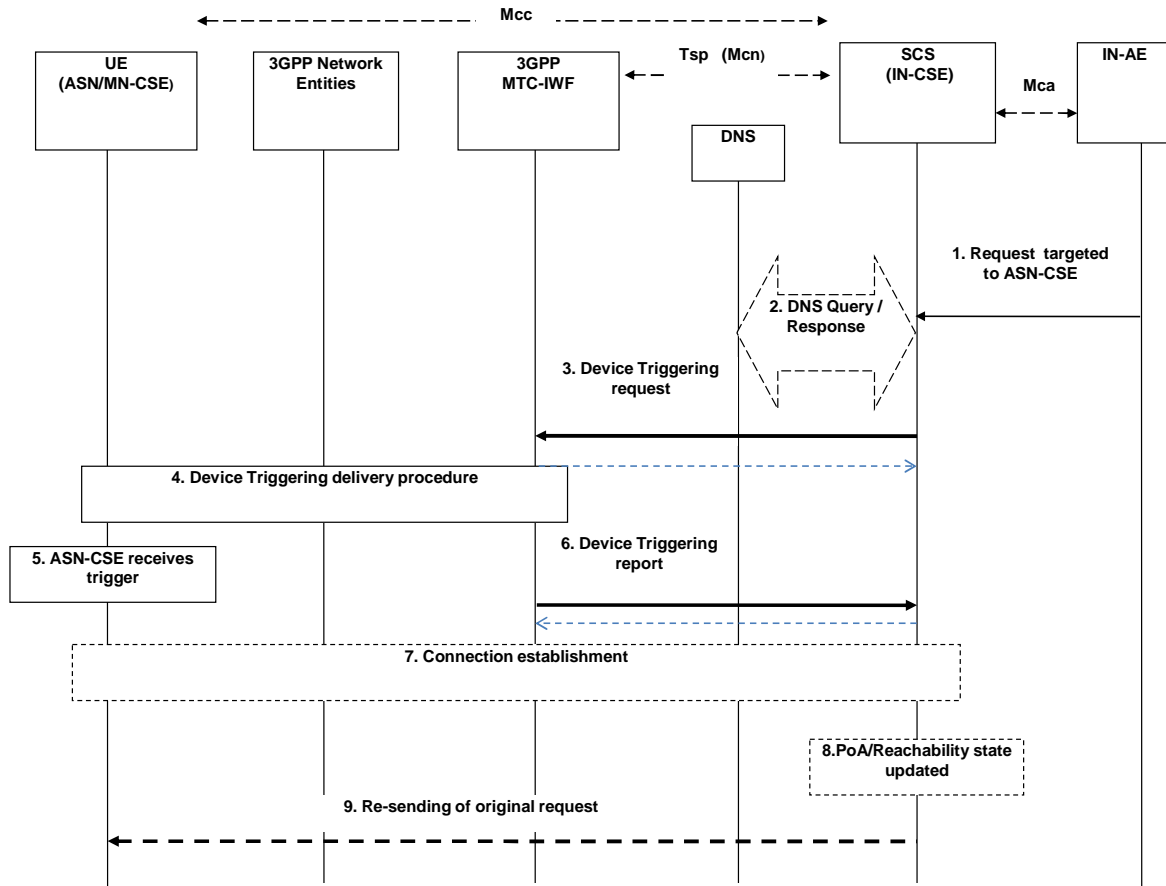 Mcc
UE
(ASN/MN-CSE)
3GPP Network
Entities
3GPP
MTC-IWF
Tsp (Mcn)
SCS
(IN-CSE)
Mca
IN-AE
DNS
1. Request targeted
to ASN-CSE
2. DNS Query /
Response
3. Device Triggering
request
4. Device Triggering delivery procedure
5. ASN-CSE receives
trigger
6. Device Triggering
report
7. Connection establishment
8.PoA/Reachability state
updated
9. Re-sending of original request